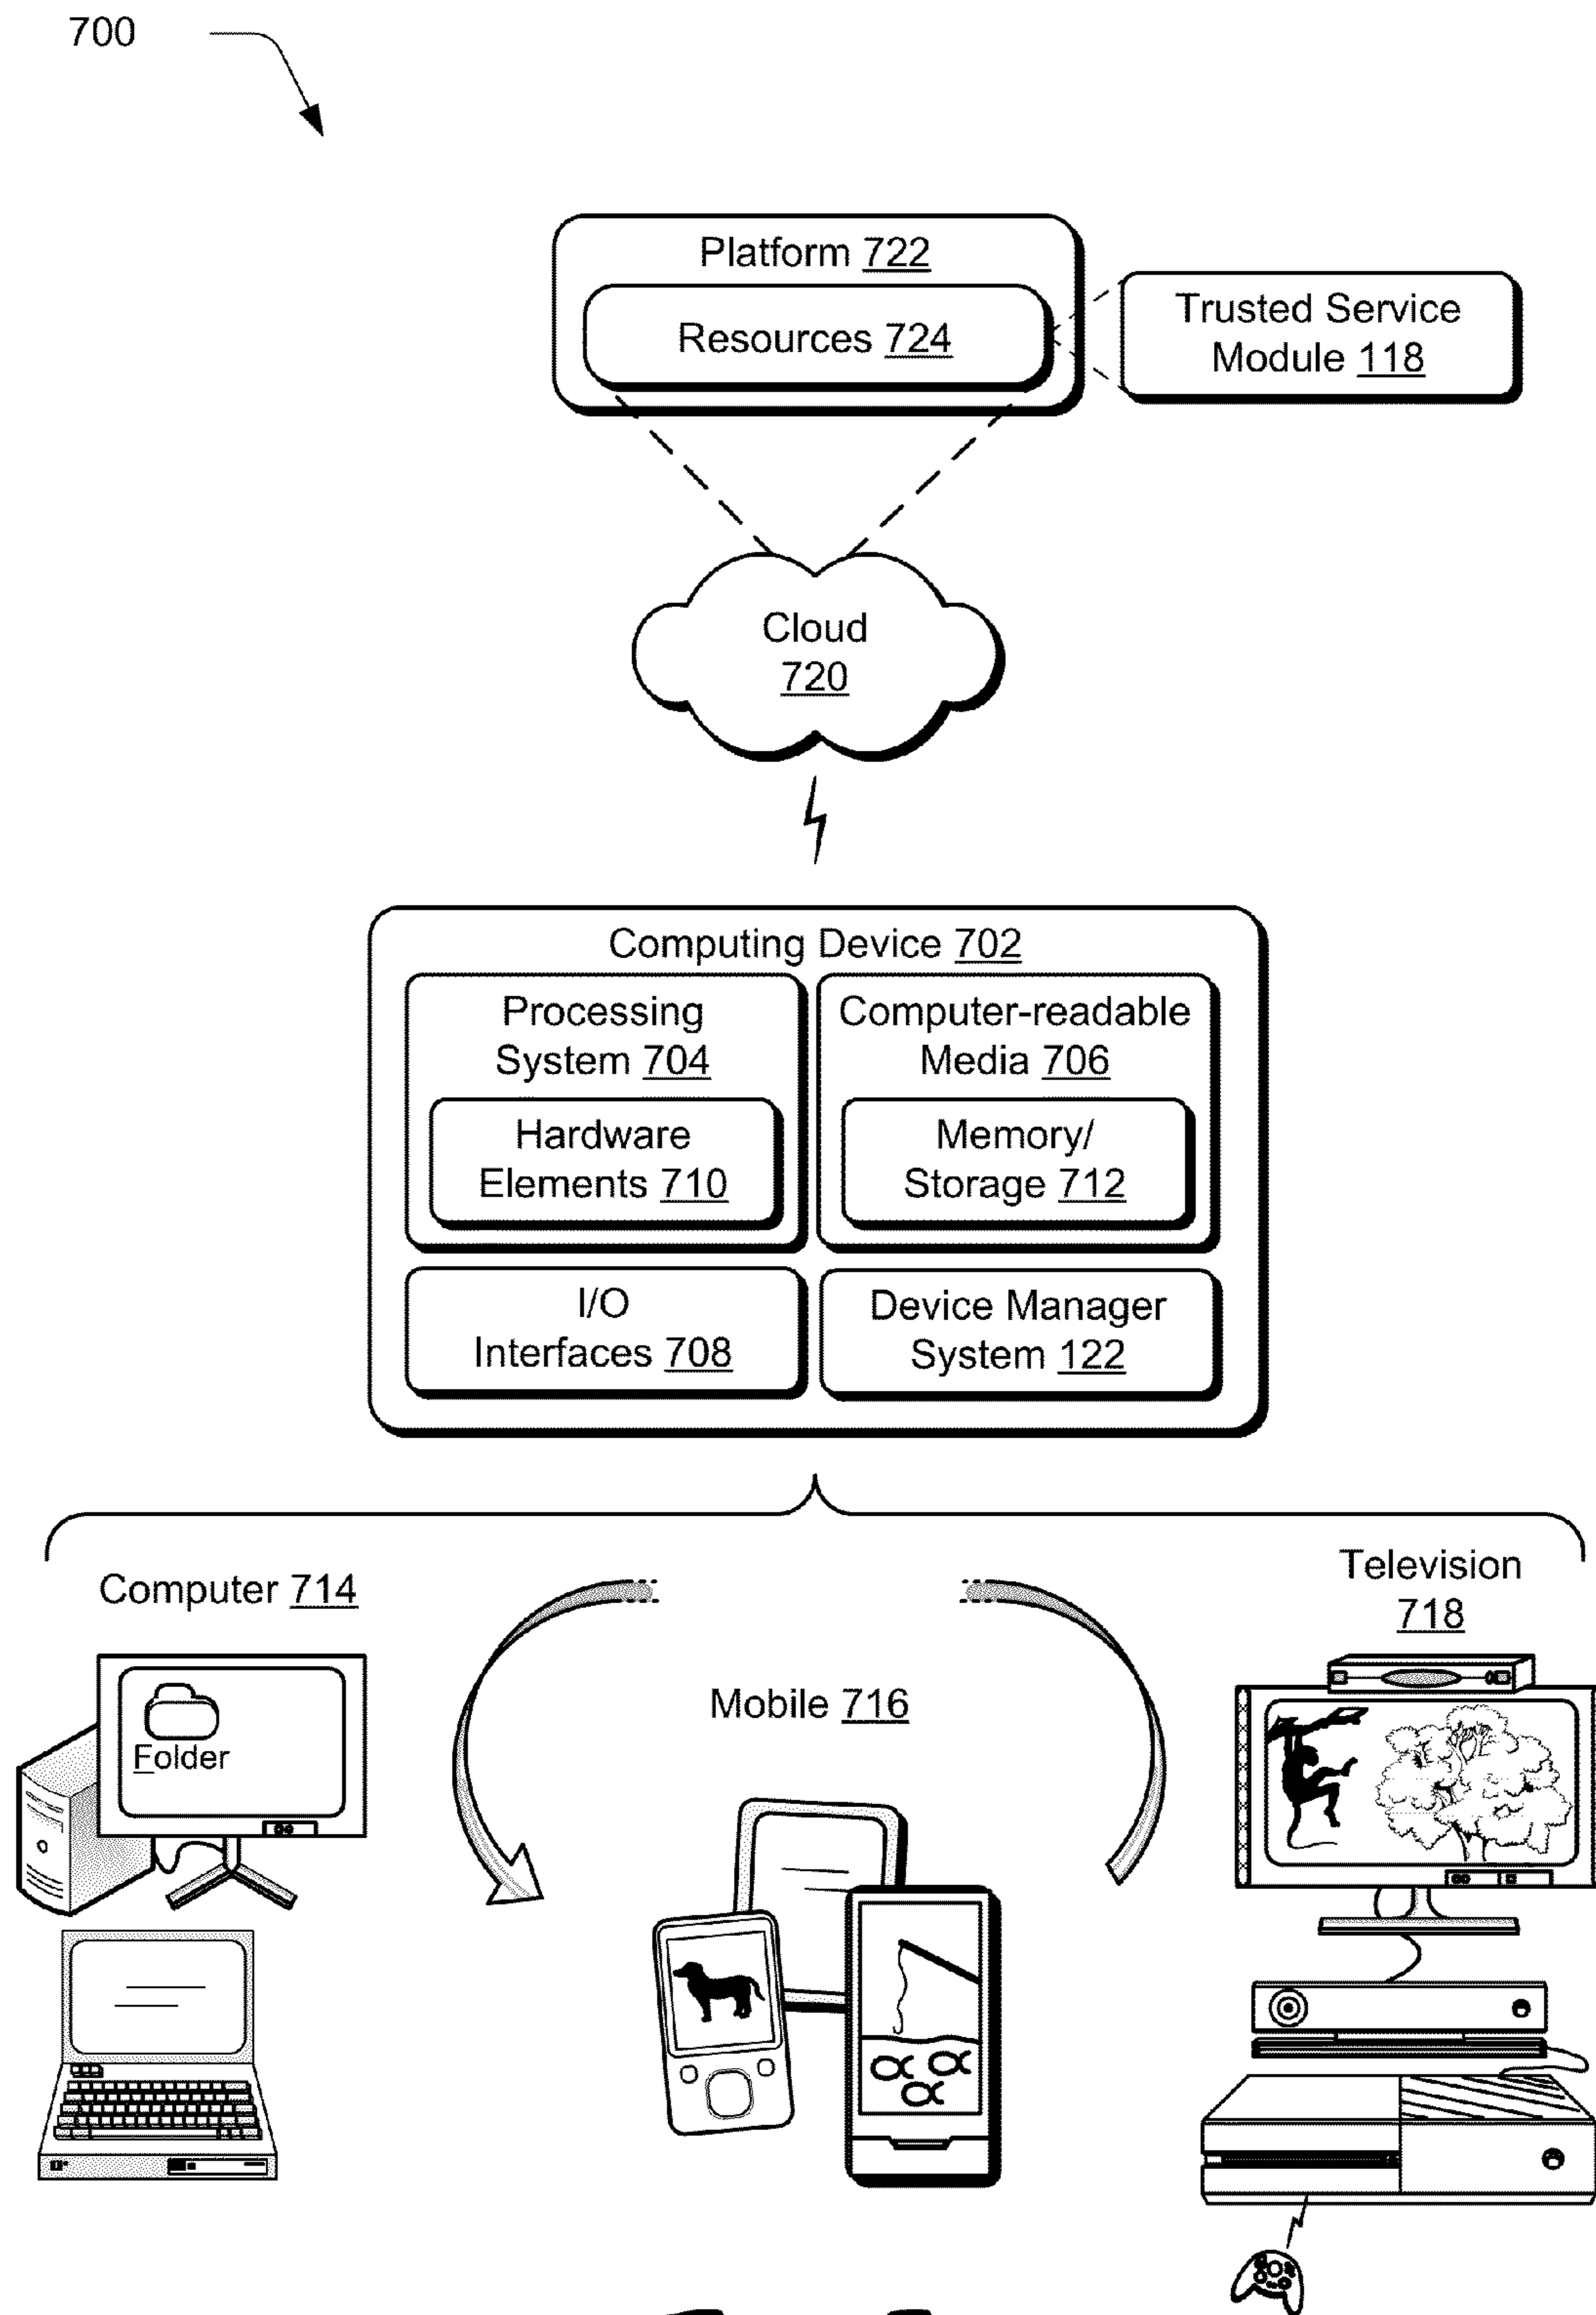 700
Platform 722
Resources 724
Trusted Service
Module 118
Cloud
720
Computing Device 702
Processing
System 704
Hardware
Elements 710
Computer-readable
Media 706
Memory/
Storage 712
I/O
Interfaces 708
Device Manager
System 122
Computer 714
Folder
Mobile 716
Television
718